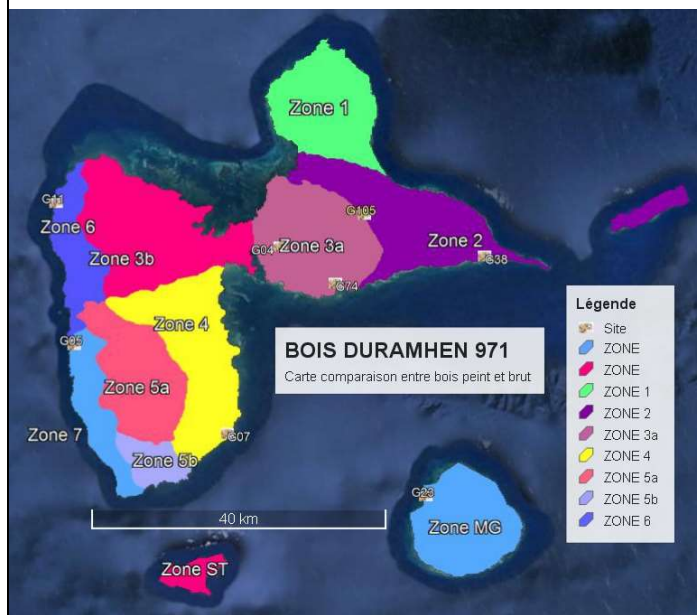 Zone 1
G11
Zone 6
G105
G04
Zone 3a
Zone 2
Zone 3b
G38
G74
Zone 4
G05
Zone 5a
Zone 7
G07
Zone 5b
BOIS DURAMHEN 971
Carte comparaison entre bois peint et brut
Légende
Site
ZONE
ZONE
ZONE 1
ZONE 2
ZONE 3a
ZONE 4
ZONE 5a
ZONE 5b
ZONE 6
G23
Zone MG
40 km
Zone ST